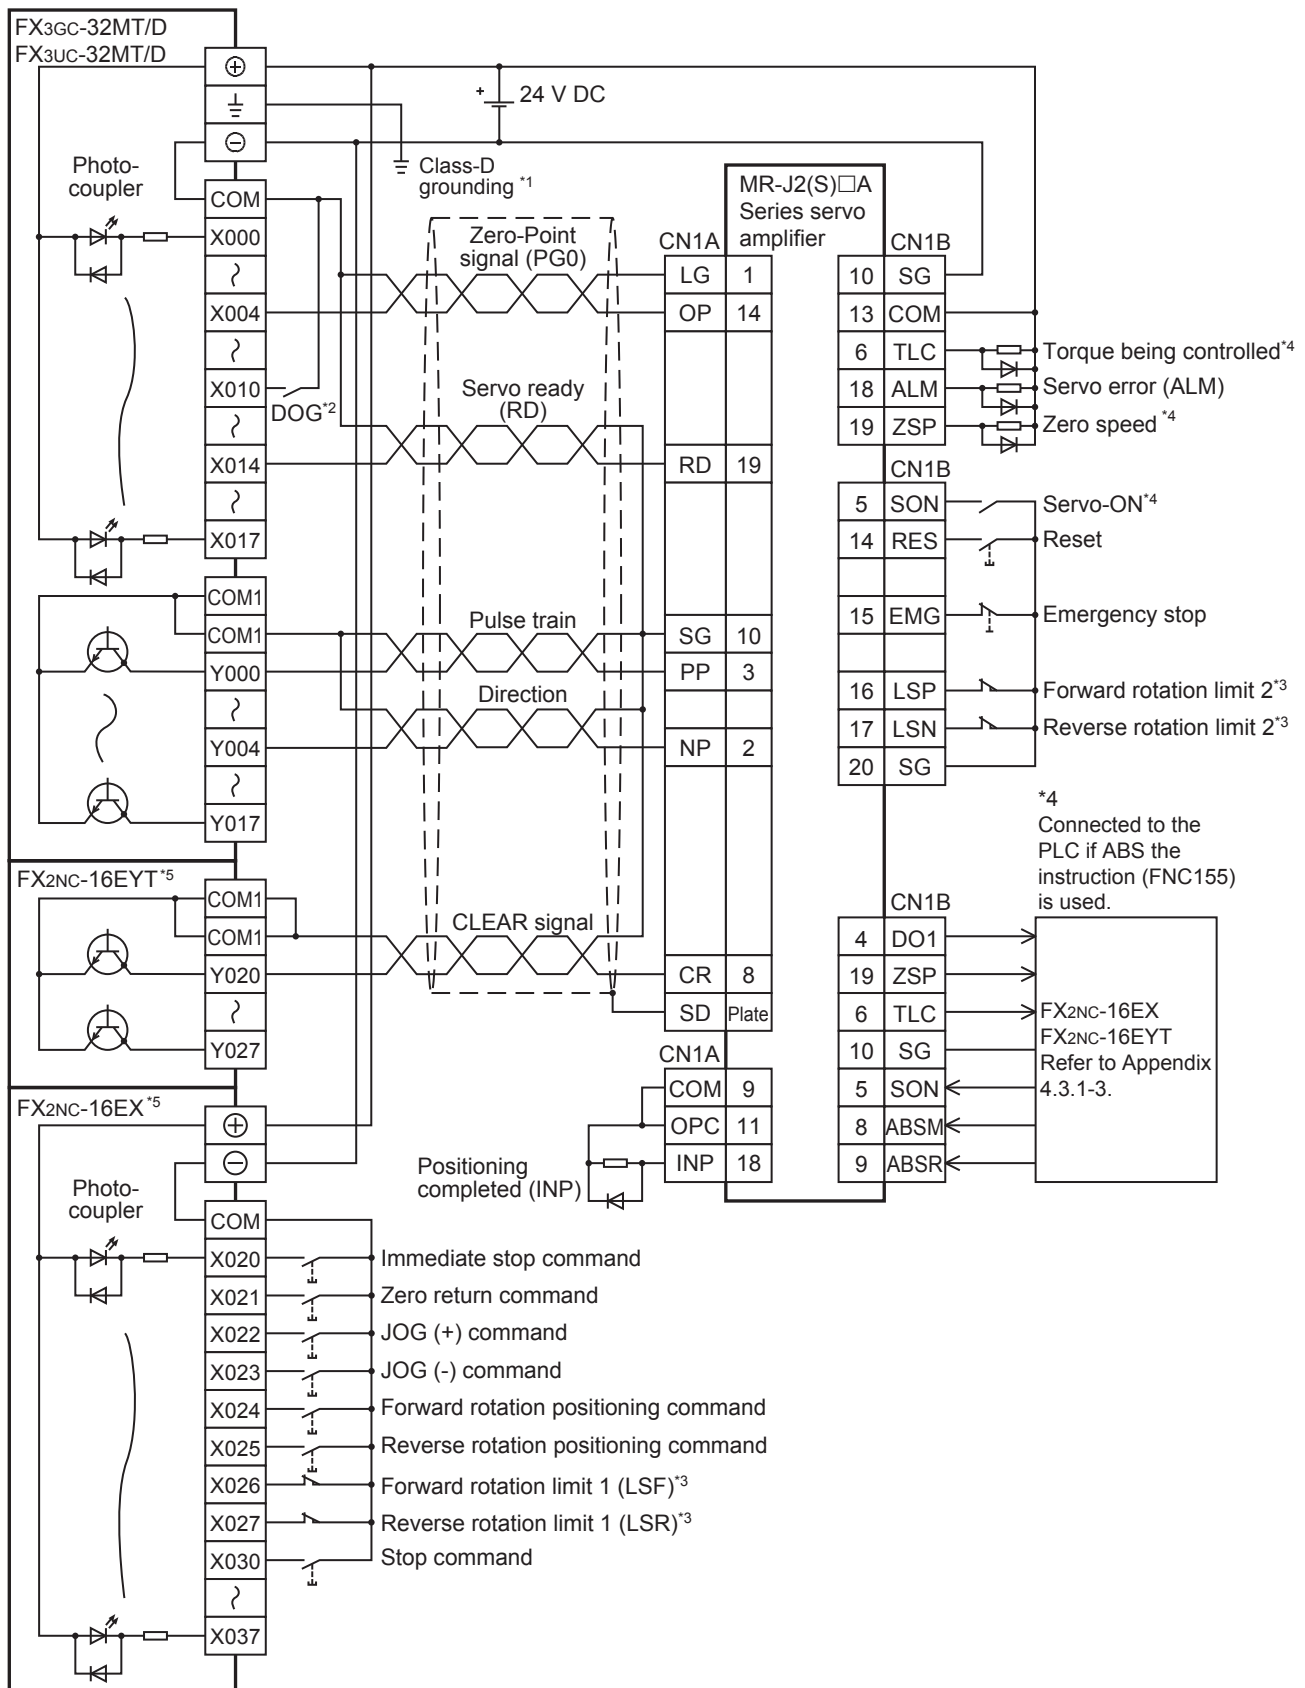 FX3GC-32MT/D
FX3UC-32MT/D
+
24 V DC
Class-D
grounding *1
Photo-
coupler
COM
X000
X004
X010
DOG*2
X014
X017
COM1
COM1
Y000
Y004
Y017
FX2NC-16EYT*5
COM1
COM1
Y020
Y027
FX2NC-16EX*5
Photo-
coupler
COM
X020 Immediate stop command
X021 Zero return command
X022 JOG (+) command
X023 JOG (-) command
X024 Forward rotation positioning command
X025 Reverse rotation positioning command
X026 Forward rotation limit 1 (LSF)*3
X027 Reverse rotation limit 1 (LSR)*3
X030 Stop command
X037
Zero-Point
signal (PG0)
Servo ready
(RD)
Pulse train
Direction
CLEAR signal
MR-J2(S)□A
Series servo
amplifier
CN1A
LG 1
OP 14
RD 19
SG 10
PP 3
NP 2
CR 8
SD Plate
CN1A
COM 9
OPC 11
INP 18
Positioning
completed (INP)
CN1B
10 SG
13 COM
6 TLC Torque being controlled*4
18 ALM Servo error (ALM)
19 ZSP Zero speed *4
CN1B
5 SON Servo-ON*4
14 RES Reset
15 EMG Emergency stop
16 LSP Forward rotation limit 2*3
17 LSN Reverse rotation limit 2*3
20 SG
*4
Connected to the
PLC if ABS the
instruction (FNC155)
is used.
CN1B
4 DO1
19 ZSP
6 TLC
10 SG
5 SON
8 ABSM
9 ABSR
FX2NC-16EX
FX2NC-16EYT
Refer to Appendix
4.3.1-3.